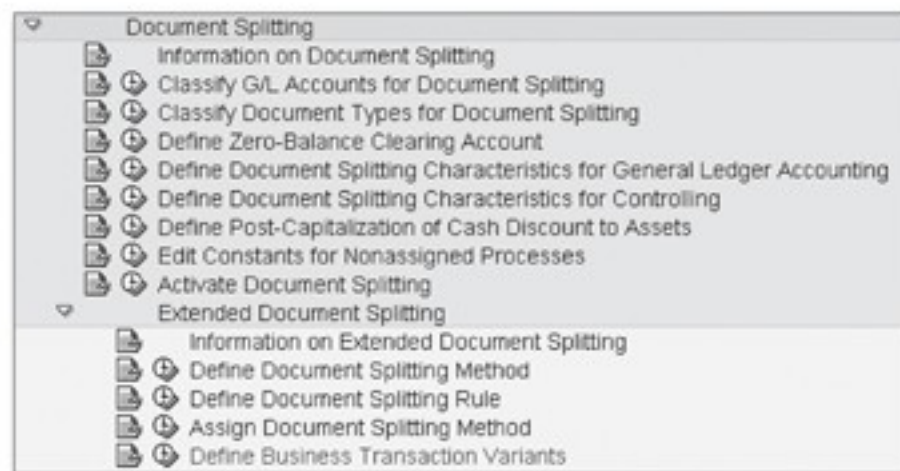 Document Splitting
Information on Document Splitting
Classify G/L Accounts for Document Splitting
Classify Document Types for Document Splitting
Define Zero-Balance Clearing Account
Define Document Splitting Characteristics for General Ledger Accounting
Define Document Splitting Characteristics for Controlling
Define Post-Capitalization of Cash Discount to Assets
Edit Constants for Nonassigned Processes
Activate Document Splitting
Extended Document Splitting
Information on Extended Document Splitting
Define Document Splitting Method
Define Document Splitting Rule
Assign Document Splitting Method
Define Business Transaction Variants